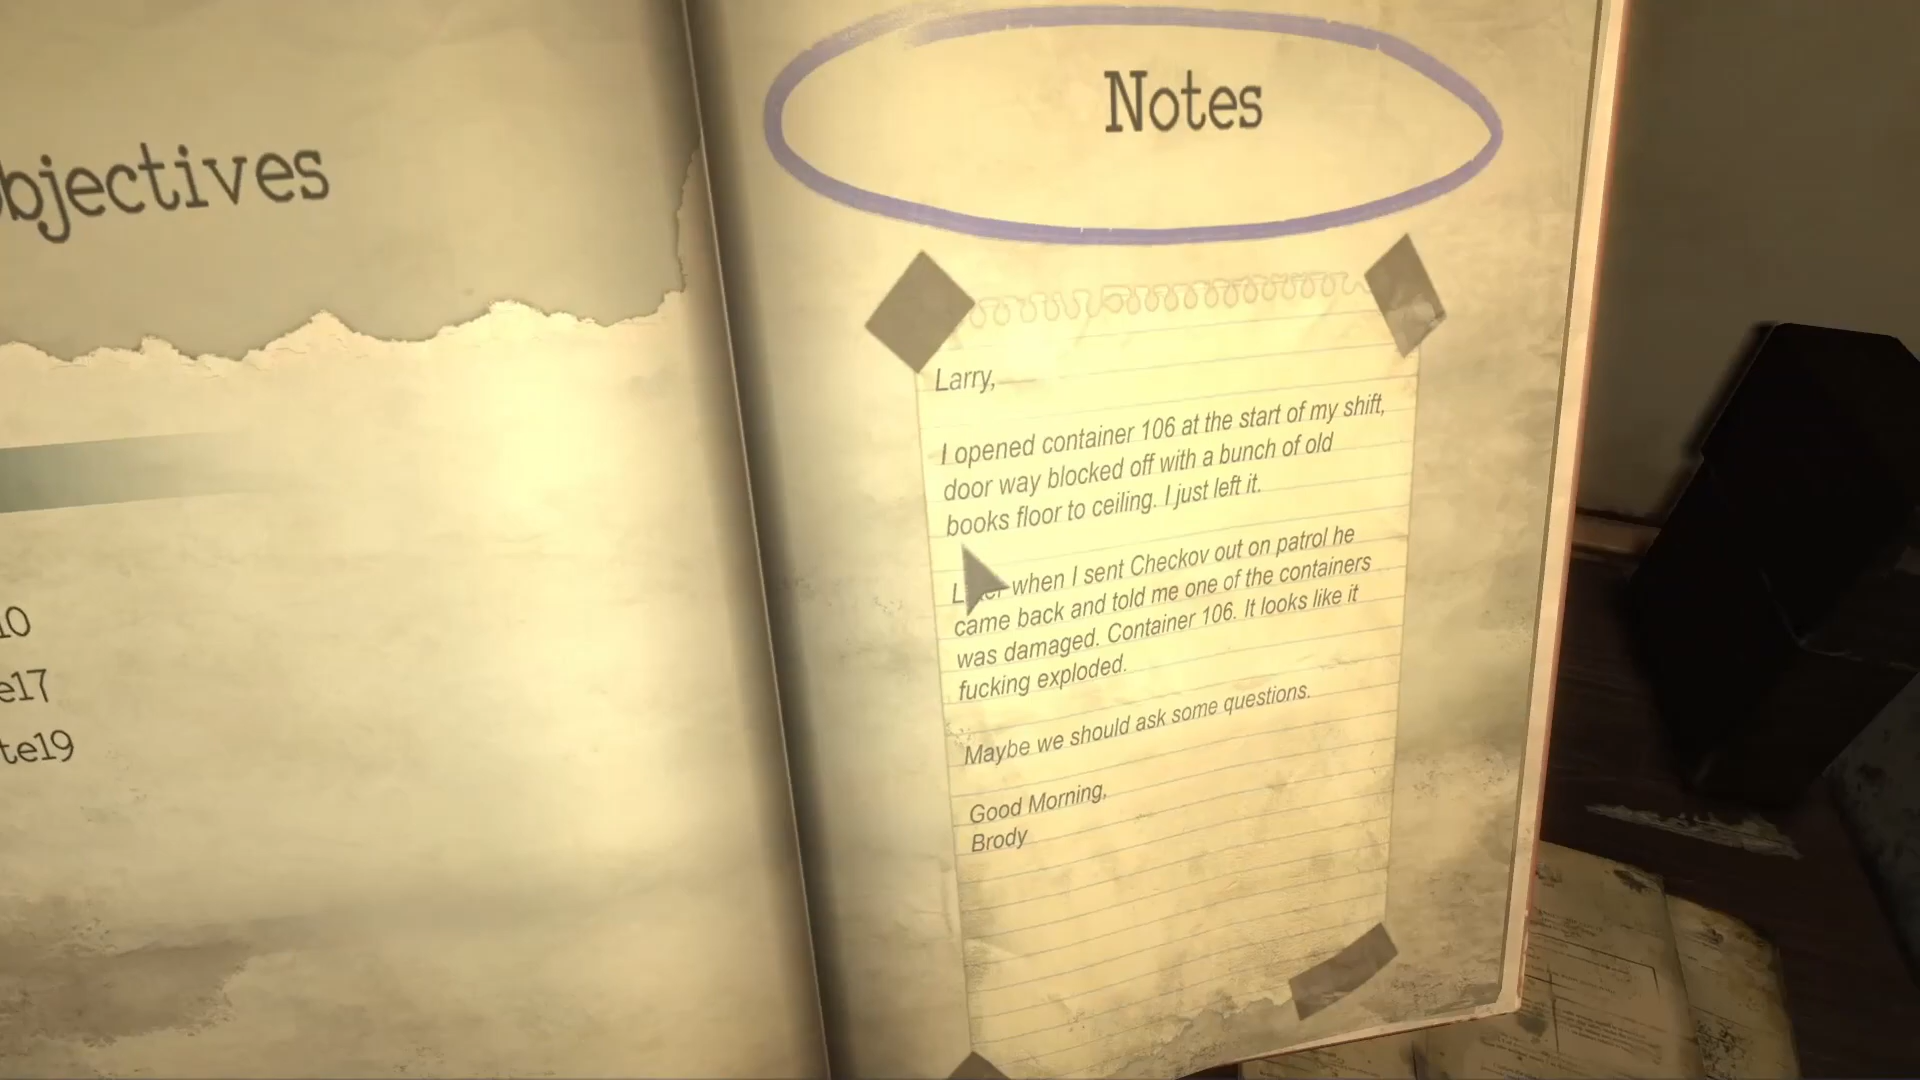 bjectives
10
e17
te19
Notes
Larry,
I opened container 106 at the start of my shift,
door way blocked off with a bunch of old
books floor to ceiling. I just left it.
when I sent Checkov out on patrol he
came back and told me one of the containers
was damaged. Container 106. It looks like it
fucking exploded.
Maybe we should ask some questions.
Good Morning,
Brody